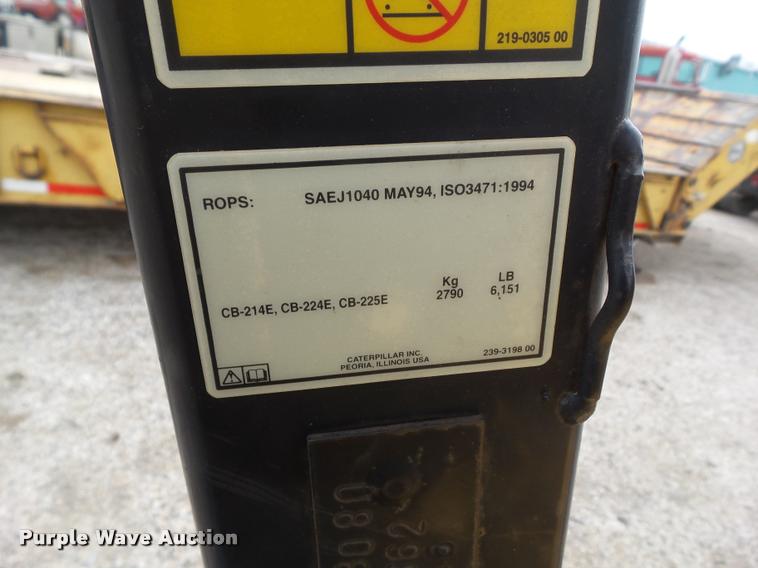 219-0305 00
ROPS: SAEJ1040 MAY94, ISO3471:1994
Kg LB
CB-214E, CB-224E, CB-225E 2790 6,151
CATERPILLAR INC.
PEORIA, ILLINOIS USA
239-3198 00
Purple Wave Auction®